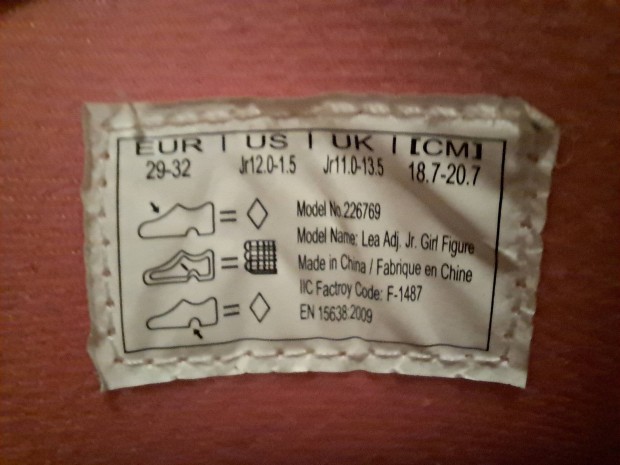 EUR | US | UK | [CM]
29-32 Jr12.0-1.5 Jr11.0-13.5 18.7-20.7
Model No.226769
Model Name: Lea Adj. Jr. Girl Figure
Made in China / Fabrique en Chine
IIC Factroy Code: F-1487
EN 15638:2009